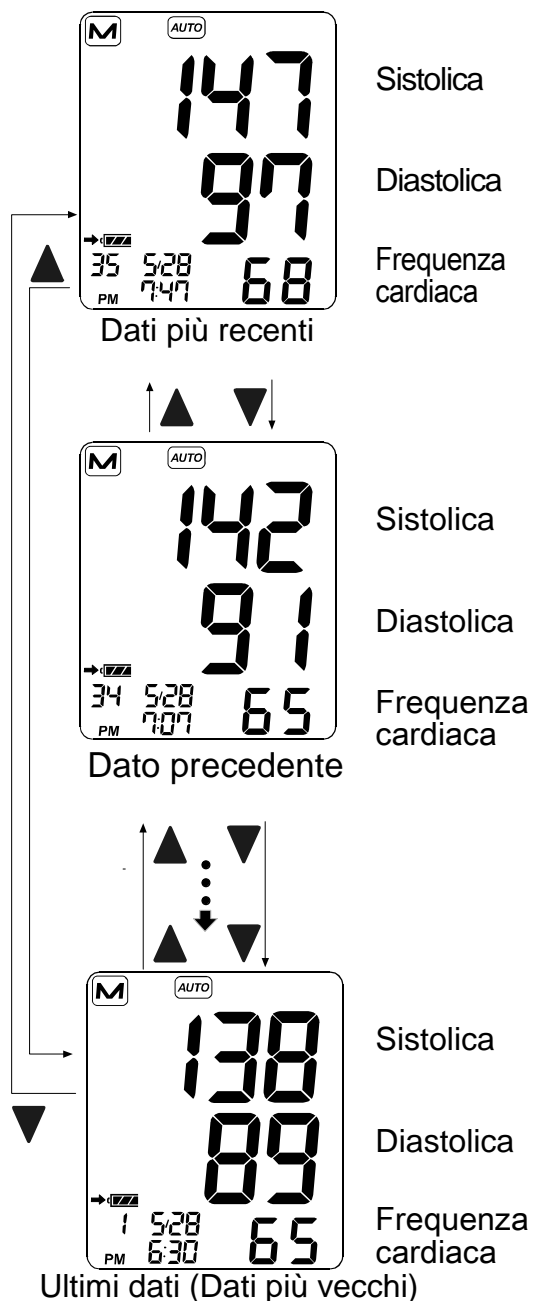 M AUTO
147 Sistolica
97 Diastolica
35 5/28
PM 7:47
68 Frequenza
cardiaca
Dati più recenti
M AUTO
142 Sistolica
91 Diastolica
34 5/28
PM 7:07
65 Frequenza
cardiaca
Dato precedente
M AUTO
138 Sistolica
89 Diastolica
1 5/28
PM 6:30
65 Frequenza
cardiaca
Ultimi dati (Dati più vecchi)